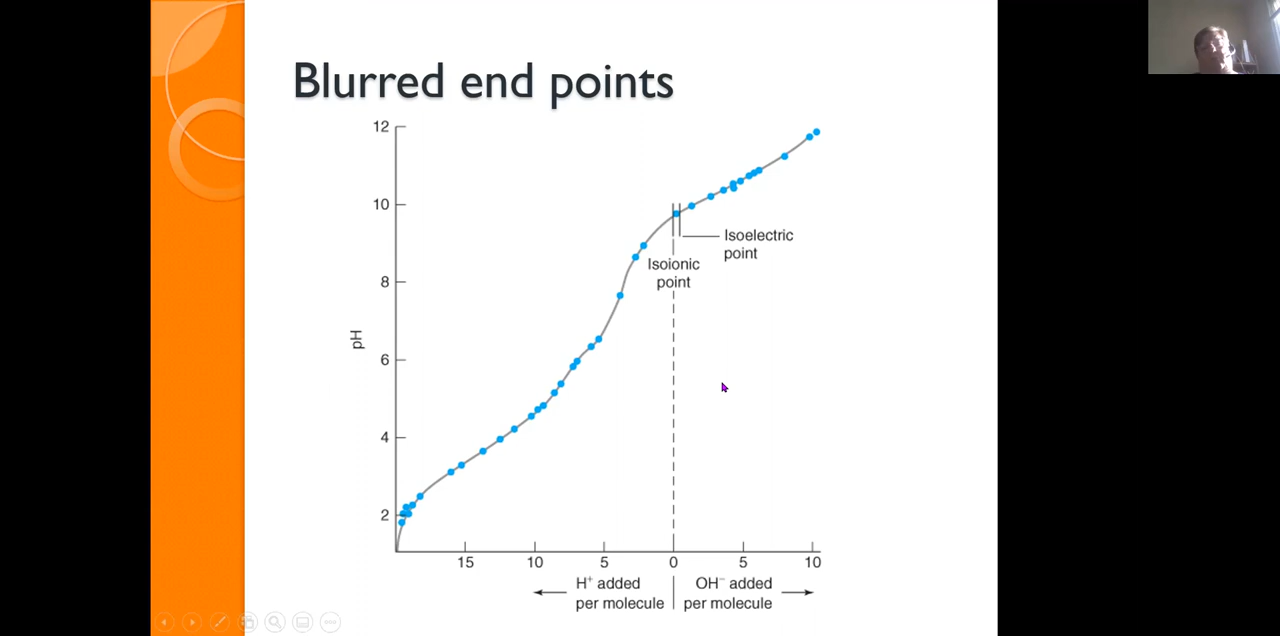 Blurred end points
12
10
8
6
4
2
pH
Isoelectric
point
Isoionic
point
15
10
5
0
5
10
H⁺ added
per molecule
OH⁻ added
per molecule